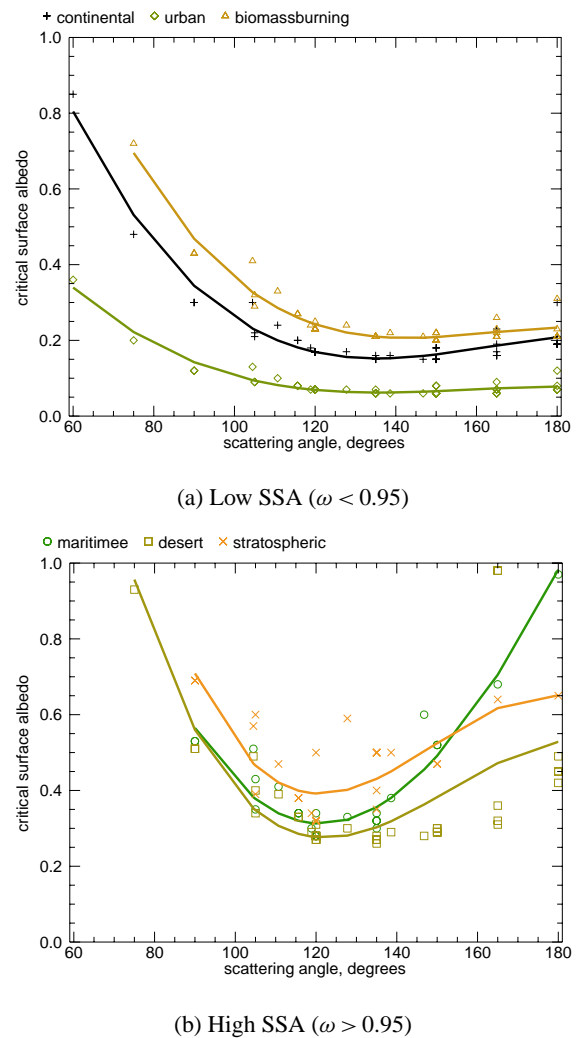 continental urban biomassburning
1.0
0.8
0.6
0.4
0.2
0.0
critical surface albedo
60 80 100 120 140 160 180
scattering angle, degrees
(a) Low SSA (ω < 0.95)
maritimee desert stratospheric
1.0
0.8
0.6
0.4
0.2
0.0
critical surface albedo
60 80 100 120 140 160 180
scattering angle, degrees
(b) High SSA (ω > 0.95)